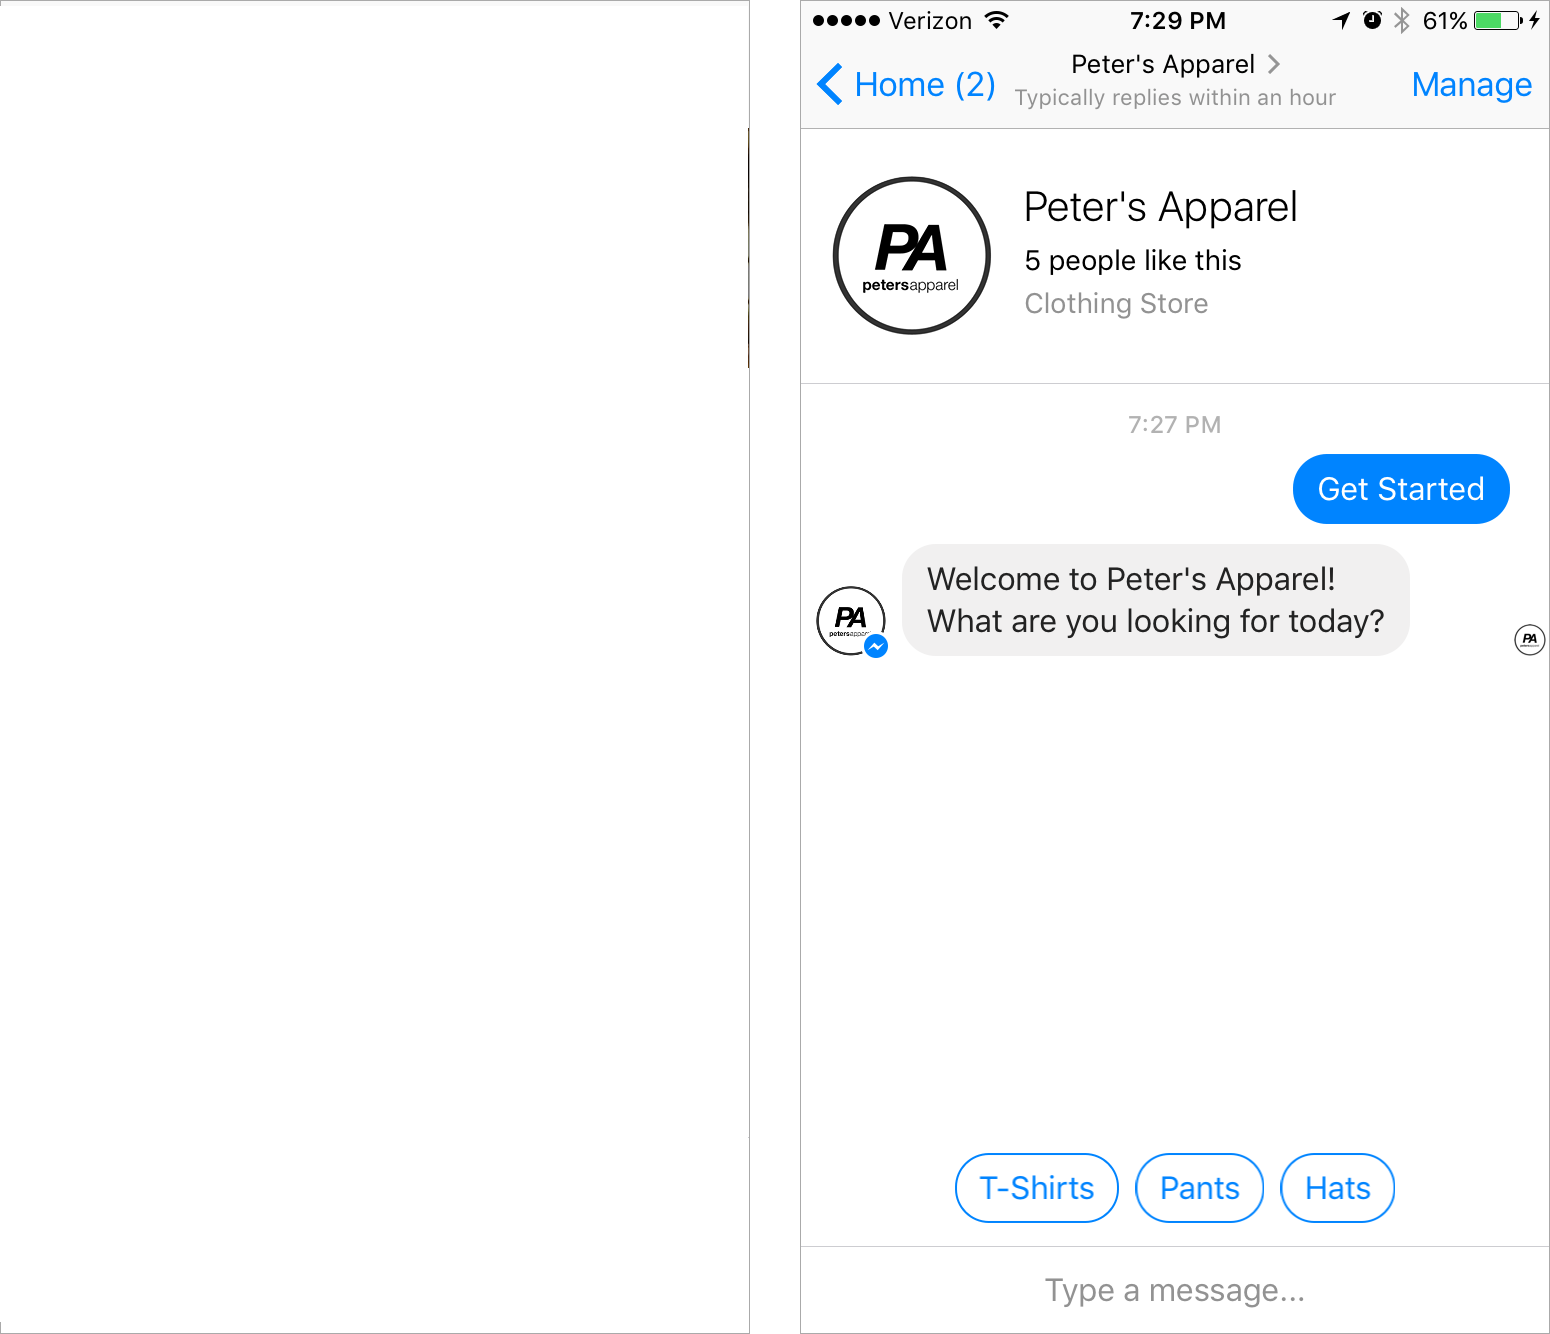 Verizon 7:29 PM 61%
Home (2) Peter's Apparel Manage
Typically replies within an hour
PA
petersapparel
Peter's Apparel
5 people like this
Clothing Store
7:27 PM
Get Started
Welcome to Peter's Apparel!
What are you looking for today?
PA
petersapparel
PA
T-Shirts Pants Hats
Type a message...